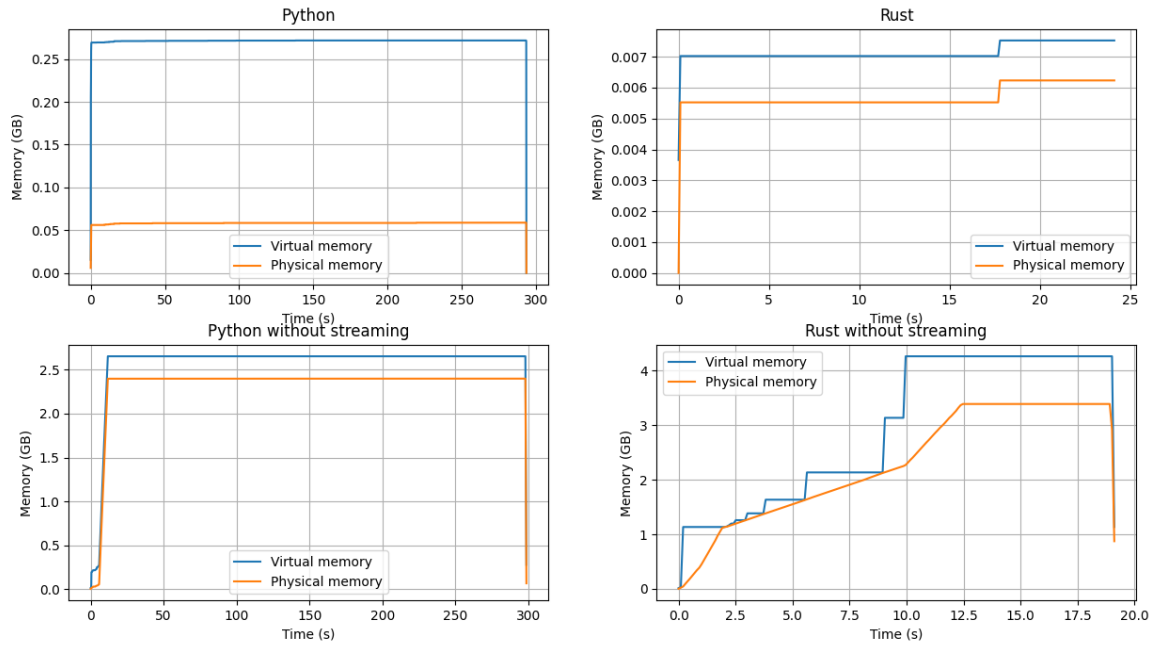 Python
Memory (GB)
0.25
0.20
0.15
0.10
0.05
0.00
Virtual memory
Physical memory
0 50 100 150 200 250 300
Time (s)
Rust
Memory (GB)
0.007
0.006
0.005
0.004
0.003
0.002
0.001
0.000
Virtual memory
Physical memory
0 5 10 15 20 25
Time (s)
Python without streaming
Memory (GB)
2.5
2.0
1.5
1.0
0.5
0.0
Virtual memory
Physical memory
0 50 100 150 200 250 300
Time (s)
Rust without streaming
Memory (GB)
Virtual memory
Physical memory
4
3
2
1
0
0.0 2.5 5.0 7.5 10.0 12.5 15.0 17.5 20.0
Time (s)